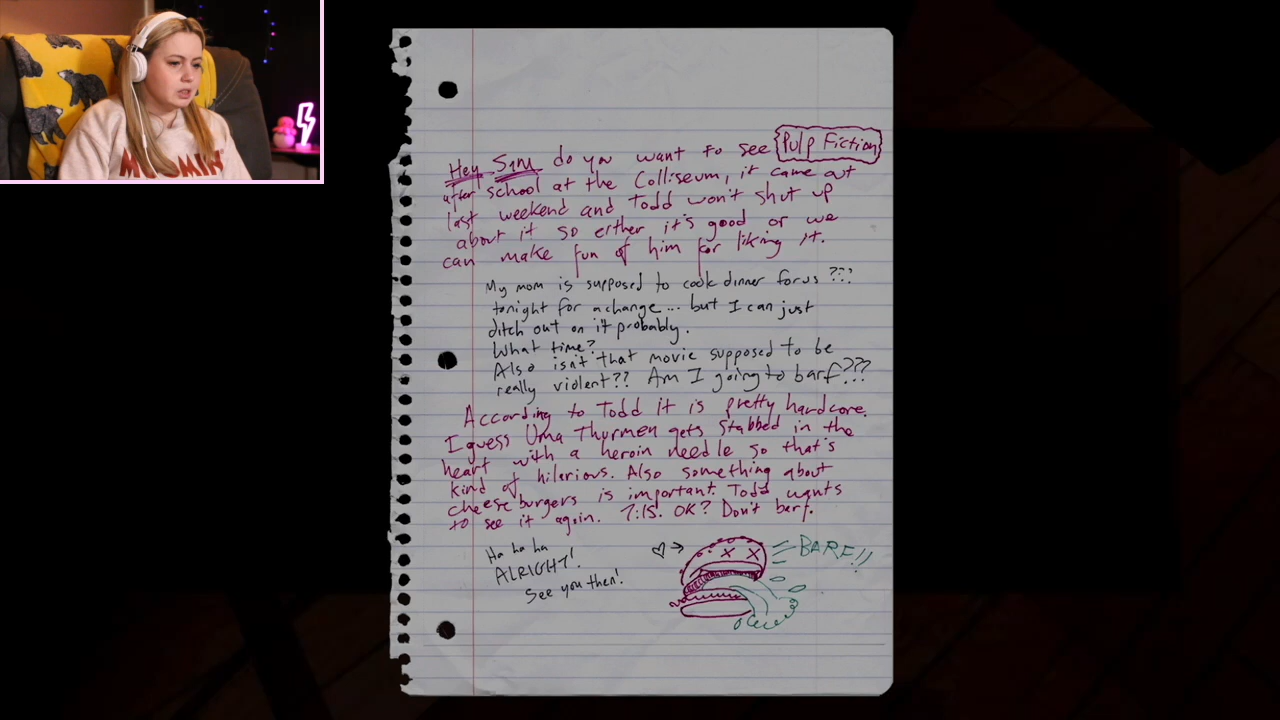 MOOMIN
Hey Sam do you want to see Pulp Fiction
after school at the Colliseum, it came out
last weekend and Todd won't shut up
about it so either it's good or we
can make fun of him for liking it.
My mom is supposed to cook dinner for us ???
tonight for a change... but I can just
ditch out on it probably.
What time?
Also isn't that movie supposed to be
really violent?? Am I going to barf???
According to Todd it is pretty hardcore.
I guess Uma Thurmen gets stabbed in the
heart with a heroin needle so that's
kind of hilarious. Also something about
cheeseburgers is important. Todd wants
to see it again. 7:15. OK? Don't barf.
Ha ha ha
ALRIGHT!
See you then!
BARF!!